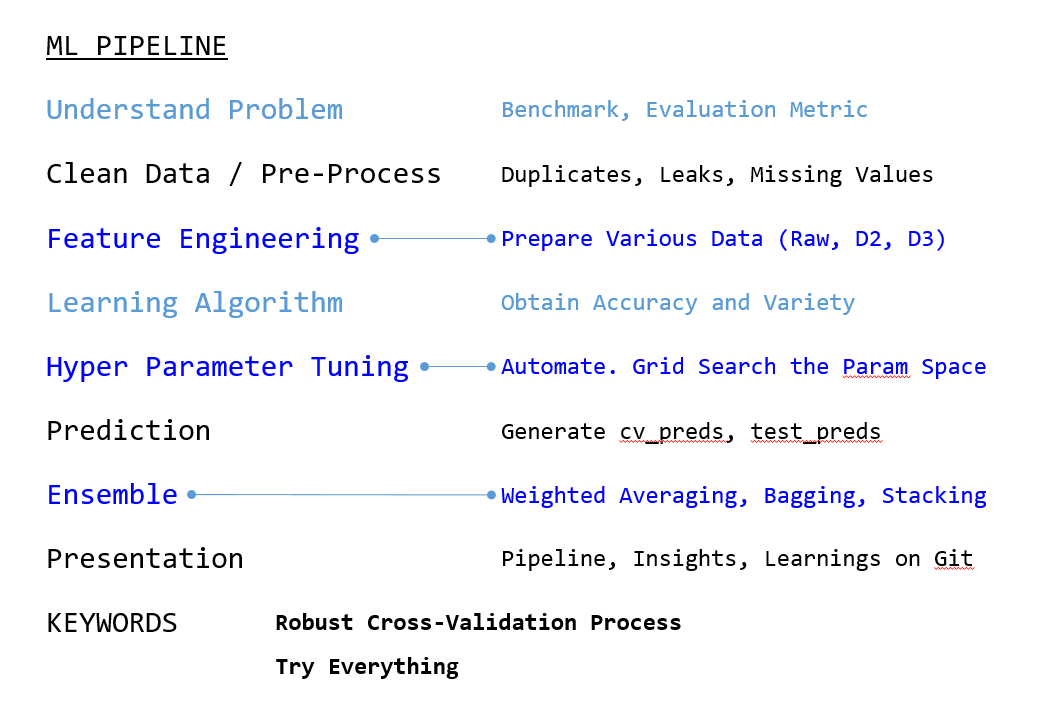 ML PIPELINE
Understand Problem Benchmark, Evaluation Metric
Clean Data / Pre-Process Duplicates, Leaks, Missing Values
Feature Engineering Prepare Various Data (Raw, D2, D3)
Learning Algorithm Obtain Accuracy and Variety
Hyper Parameter Tuning Automate. Grid Search the Param Space
Prediction Generate cv_preds, test_preds
Ensemble Weighted Averaging, Bagging, Stacking
Presentation Pipeline, Insights, Learnings on Git
KEYWORDS Robust Cross-Validation Process
Try Everything